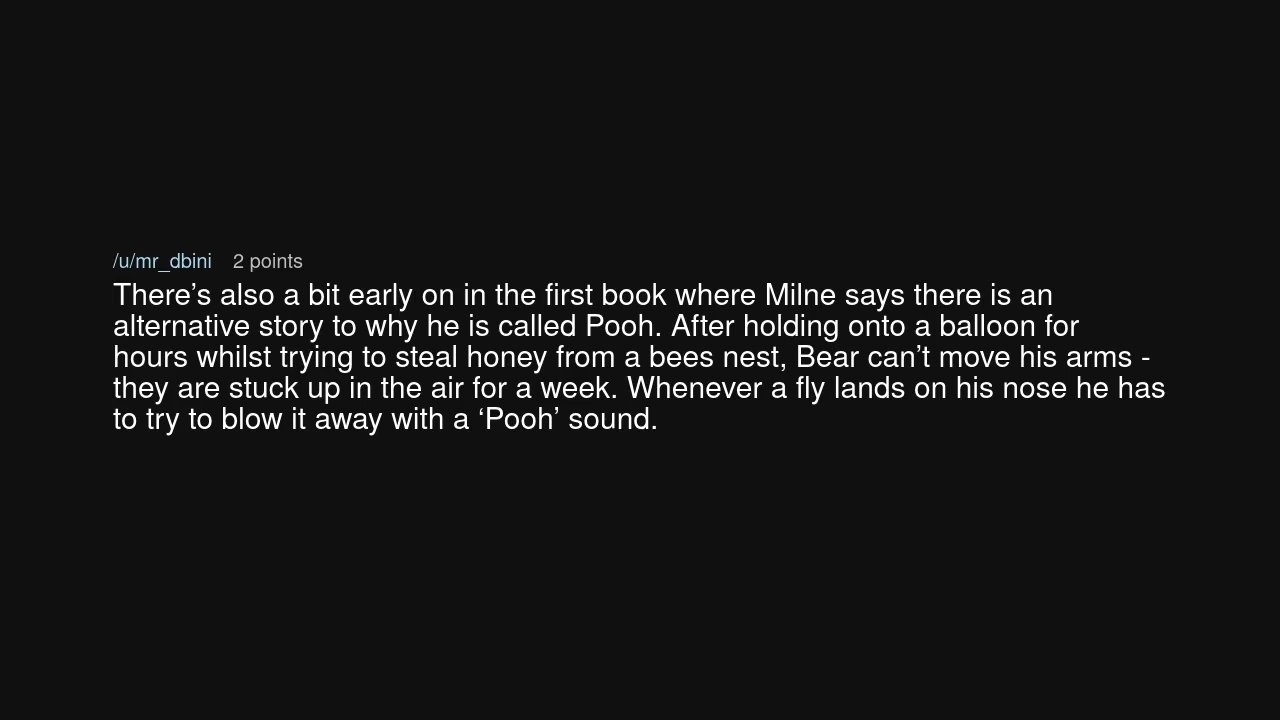 /u/mr_dbini 2 points
There’s also a bit early on in the first book where Milne says there is an
alternative story to why he is called Pooh. After holding onto a balloon for
hours whilst trying to steal honey from a bees nest, Bear can’t move his arms -
they are stuck up in the air for a week. Whenever a fly lands on his nose he has
to try to blow it away with a ‘Pooh’ sound.